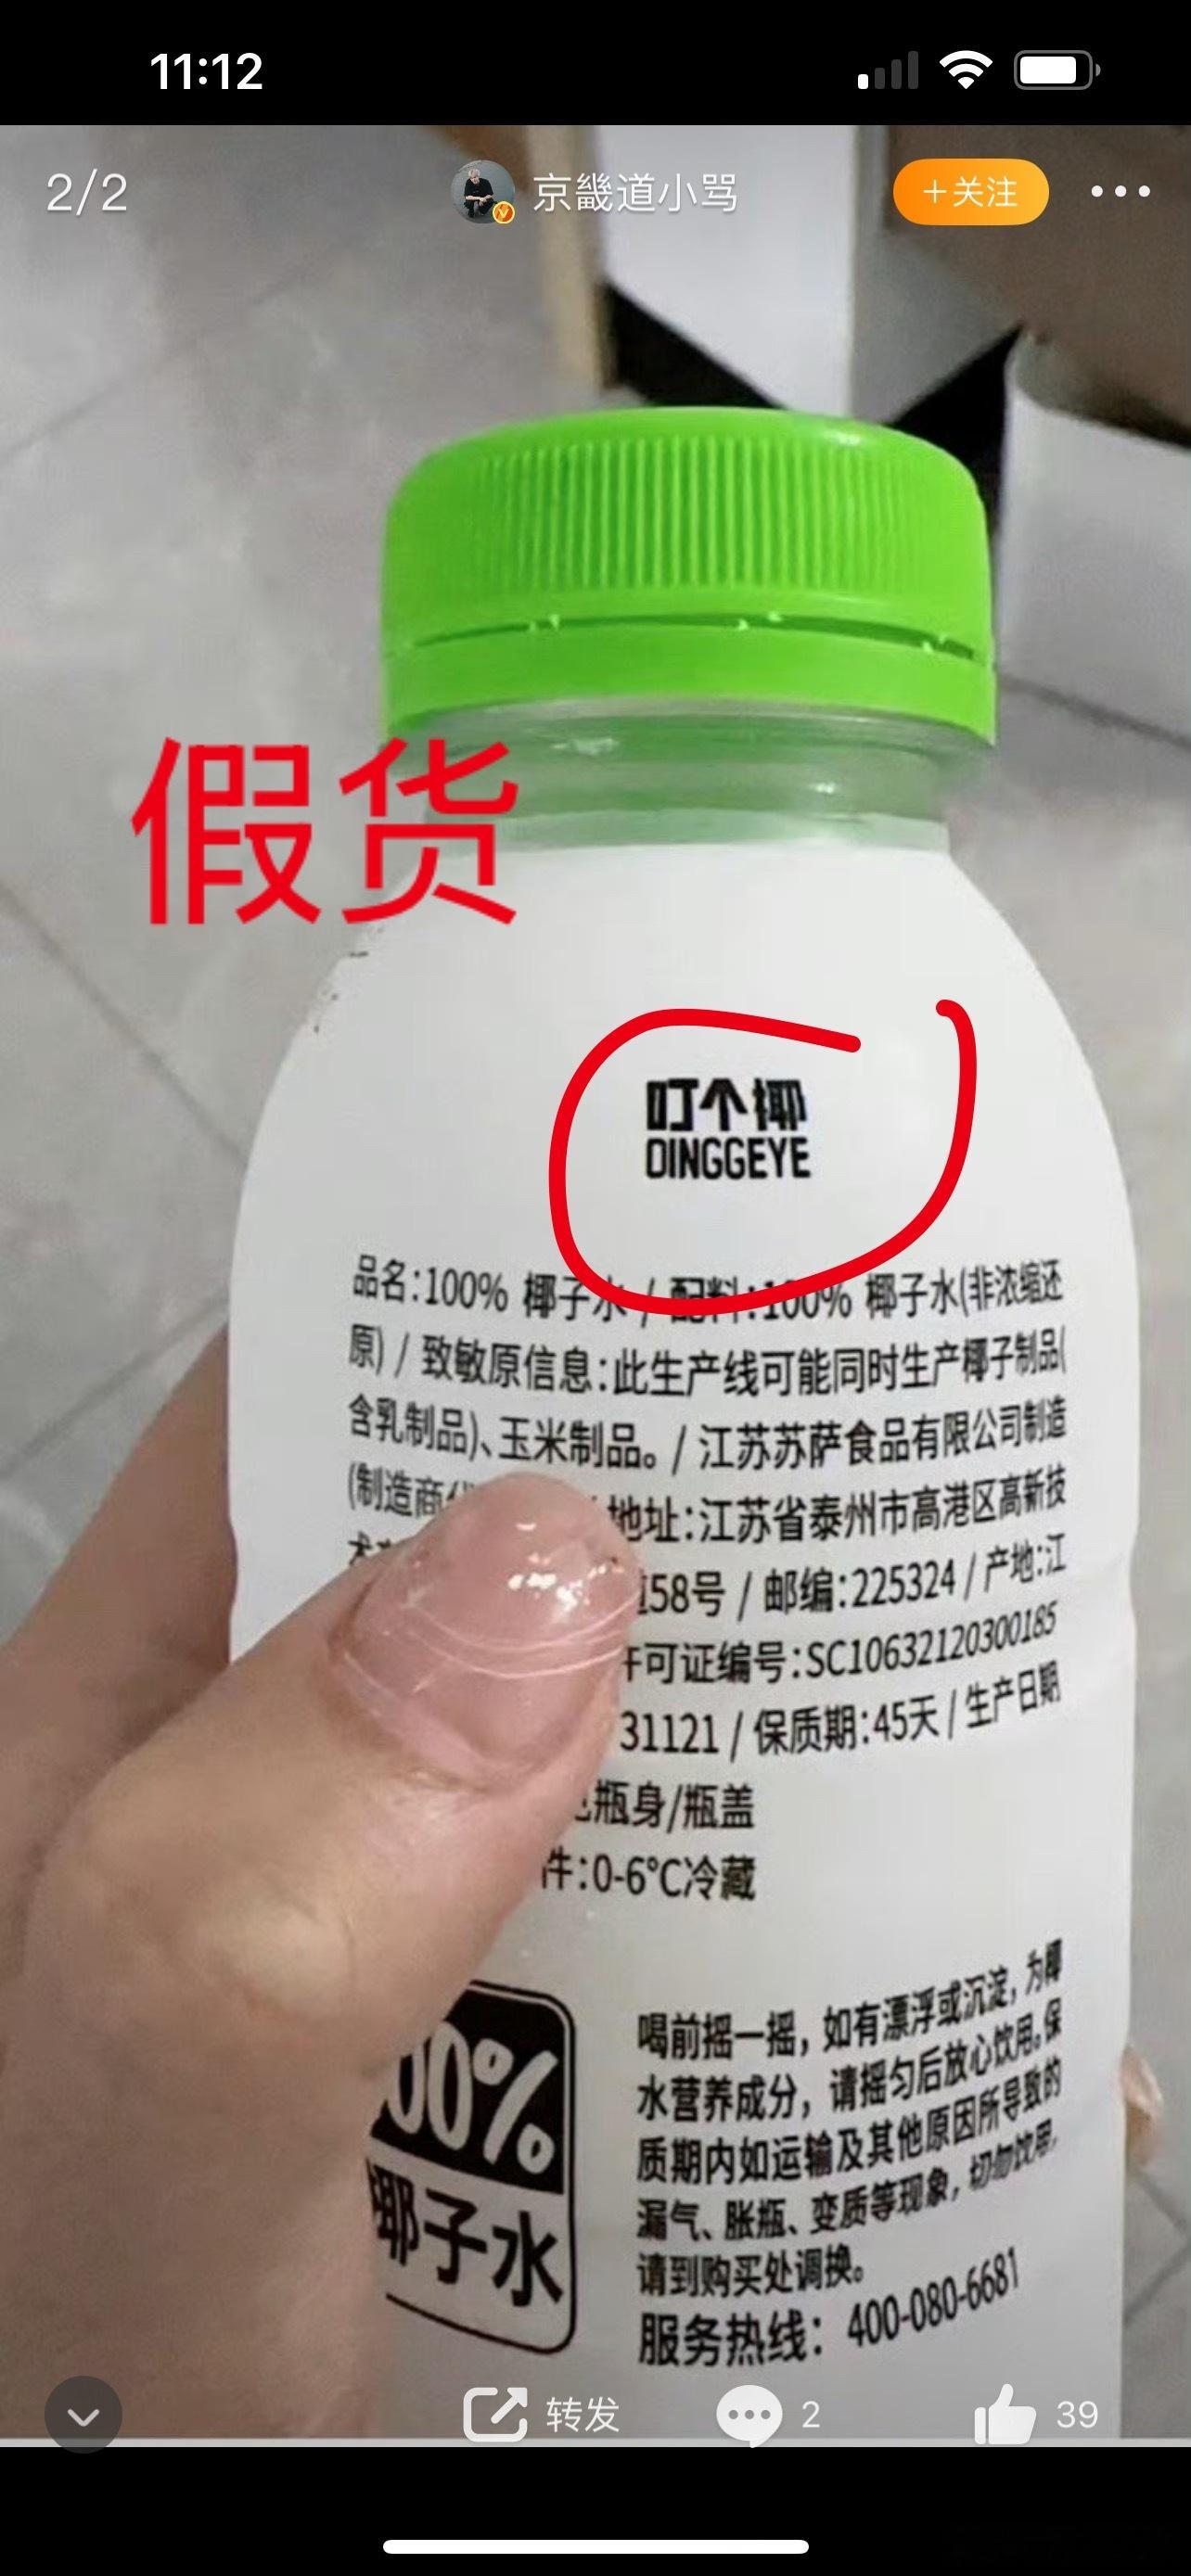 11:12
2/2
京畿道小骂
+关注
假货
叮个椰
DINGGEYE
品名:100% 椰子水 / 配料:100% 椰子水(非浓缩还
原) / 致敏原信息:此生产线可能同时生产椰子制品(
含乳制品)、玉米制品。/ 江苏苏萨食品有限公司制造
(制造商 地址:江苏省泰州市高港区高新技
58号 / 邮编:225324 / 产地:江
许可证编号:SC10632120300185
31121 / 保质期:45天 / 生产日期
瓶身/瓶盖
件:0-6°C冷藏
00%
椰子水
喝前摇一摇，如有漂浮或沉淀，为椰
水营养成分，请摇匀后放心饮用。保
质期内如运输及其他原因所导致的
漏气、胀瓶、变质等现象，切勿饮用，
请到购买处调换。
服务热线：400-080-6681
转发
2
39